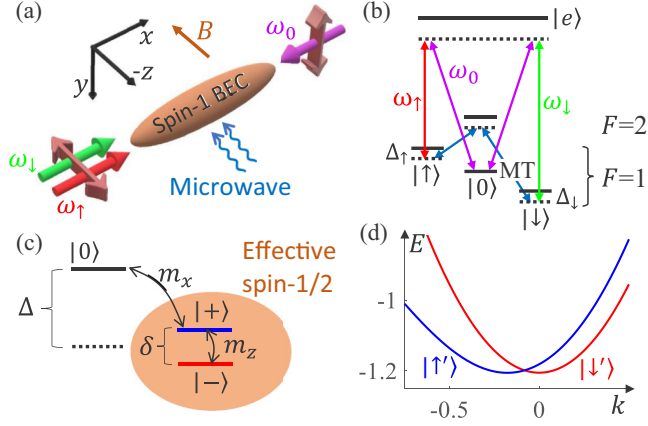 (a)
x
-z
y
B
ω₀
Spin-1 BEC
ω↓
ω↑
Microwave
(b)
|e⟩
ω₀
ω↑
ω↓
F=2
Δ↑
|↑⟩
|0⟩
MT
Δ↓
|↓⟩
F=1
(c)
|0⟩
Effective
spin-1/2
Δ
mₓ
|+⟩
δ
m_z
|−⟩
(d)
E
-1
-1.2
|↑′⟩
|↓′⟩
-0.5
0
k